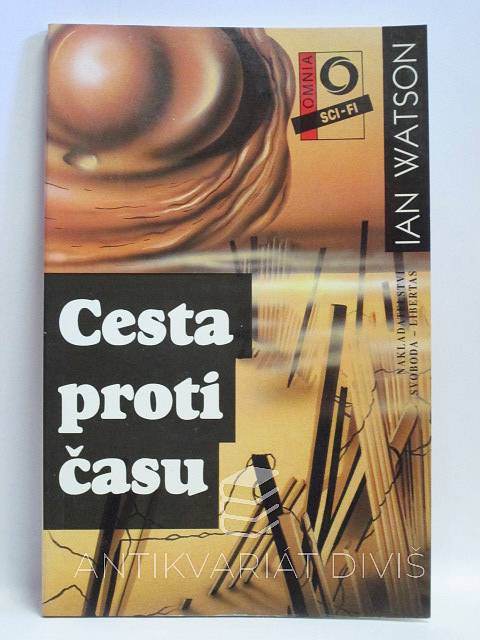 OMNIA
SCI-FI
IAN WATSON
NAKLADATELSTVÍ
SVOBODA – LIBERTAS
Cesta
proti
času
ANTIKVARIÁT DIVIŠ